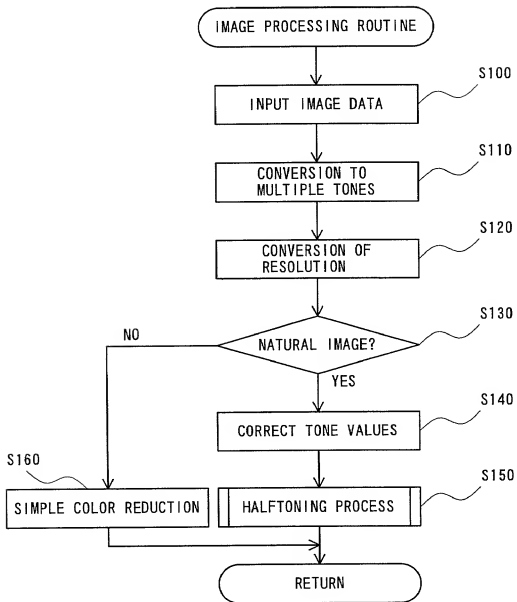 IMAGE PROCESSING ROUTINE
S100
INPUT IMAGE DATA
S110
CONVERSION TO
MULTIPLE TONES
S120
CONVERSION OF
RESOLUTION
S130
NO
NATURAL IMAGE?
YES
S140
CORRECT TONE VALUES
S160
S150
SIMPLE COLOR REDUCTION
HALFTONING PROCESS
RETURN